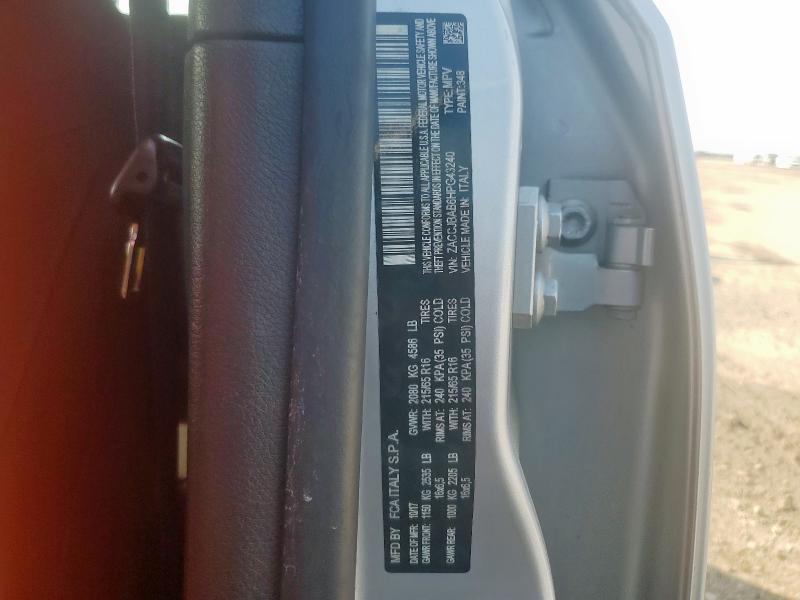 MFD BY FCA ITALY S.P.A.
DATE OF MFR: 10/17 GVWR: 2080 KG 4586 LB
GAWR FRONT: 1150 KG 2535 LB WITH: 215/65 R16 TIRES
16x6,5 RIMS AT: 240 KPA (35 PSI) COLD
GAWR REAR: 1000 KG 2205 LB WITH: 215/65 R16 TIRES
16x6,5 RIMS AT: 240 KPA (35 PSI) COLD
THIS VEHICLE CONFORMS TO ALL APPLICABLE U.S.A. FEDERAL MOTOR VEHICLE SAFETY AND
THEFT PREVENTION STANDARDS IN EFFECT ON THE DATE OF MANUFACTURE SHOWN ABOVE
VIN: ZACCJBAB6HPG43240 TYPE: MPV
VEHICLE MADE IN: ITALY PAINT: 348